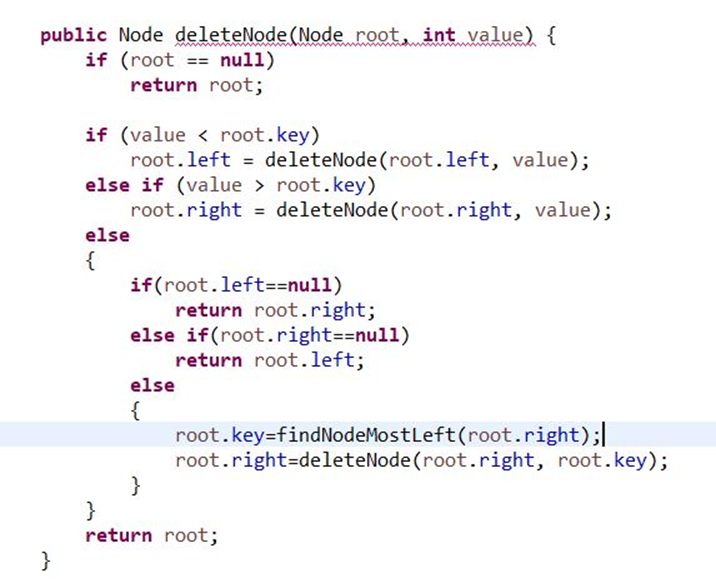 public Node deleteNode(Node root, int value) {
    if (root == null)
        return root;

    if (value < root.key)
        root.left = deleteNode(root.left, value);
    else if (value > root.key)
        root.right = deleteNode(root.right, value);
    else
    {
        if(root.left==null)
            return root.right;
        else if(root.right==null)
            return root.left;
        else
        {
            root.key=findNodeMostLeft(root.right);
            root.right=deleteNode(root.right, root.key);
        }
    }
    return root;
}